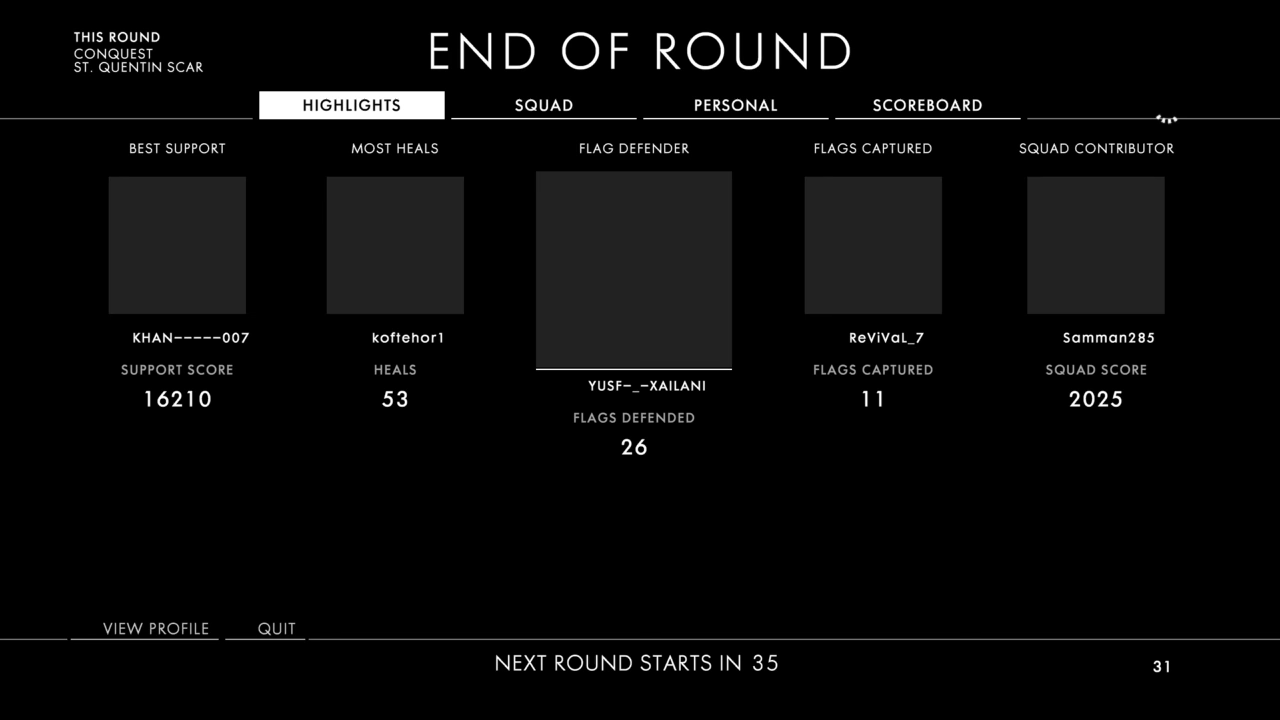 THIS ROUND
CONQUEST
ST. QUENTIN SCAR
END OF ROUND
HIGHLIGHTS SQUAD PERSONAL SCOREBOARD
BEST SUPPORT MOST HEALS FLAG DEFENDER FLAGS CAPTURED SQUAD CONTRIBUTOR
KHAN-----007 koftehor1 ReViVaL_7 Samman285
SUPPORT SCORE HEALS FLAGS CAPTURED SQUAD SCORE
16210 53 11 2025
YUSF-_-XAILANI
FLAGS DEFENDED
26
VIEW PROFILE QUIT
NEXT ROUND STARTS IN 35
31